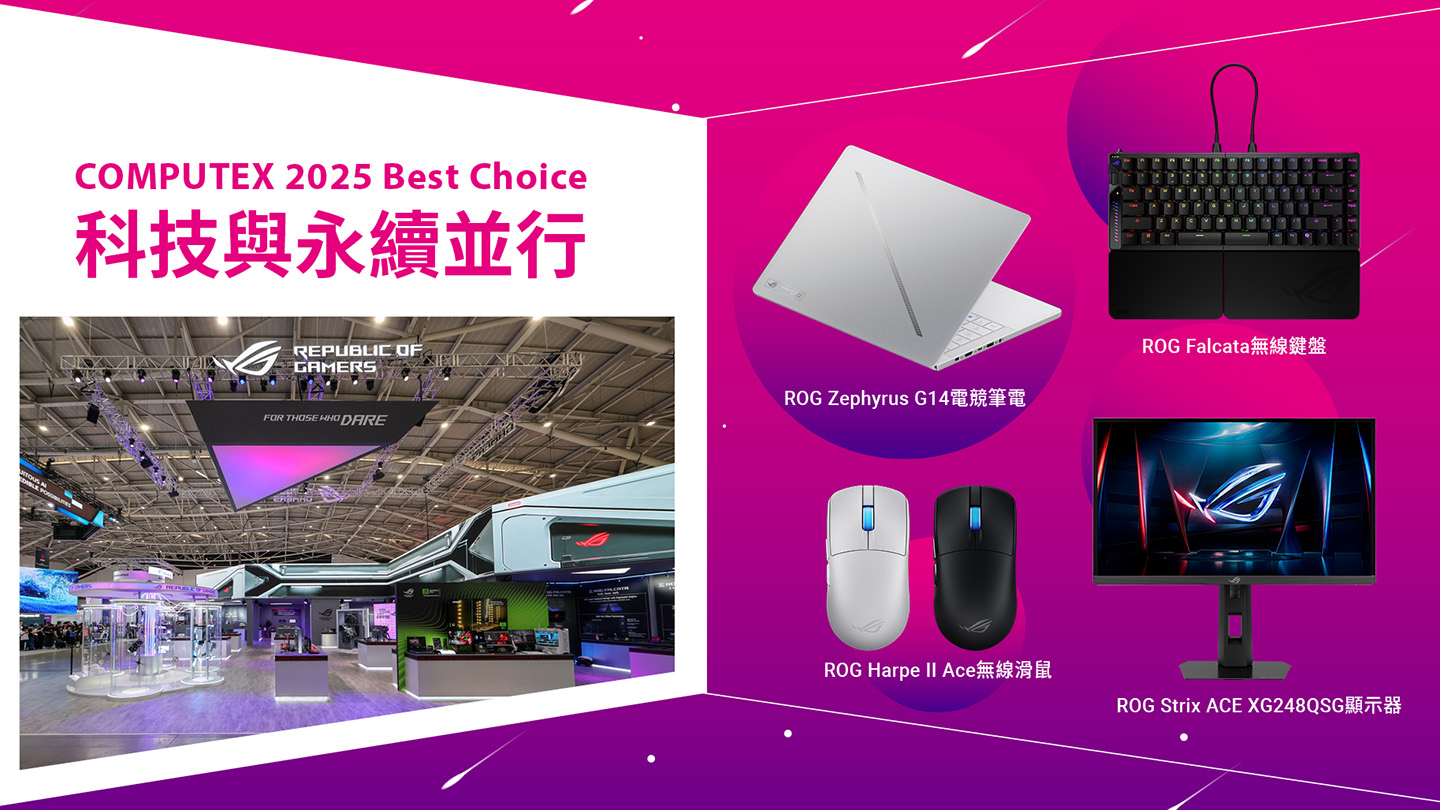 COMPUTEX 2025 Best Choice
科技與永續並行
REPUBLIC OF
GAMERS
FOR THOSE WHO DARE
ROG Zephyrus G14電競筆電
ROG Falcata無線鍵盤
ROG Harpe II Ace無線滑鼠
ROG Strix ACE XG248QSG顯示器